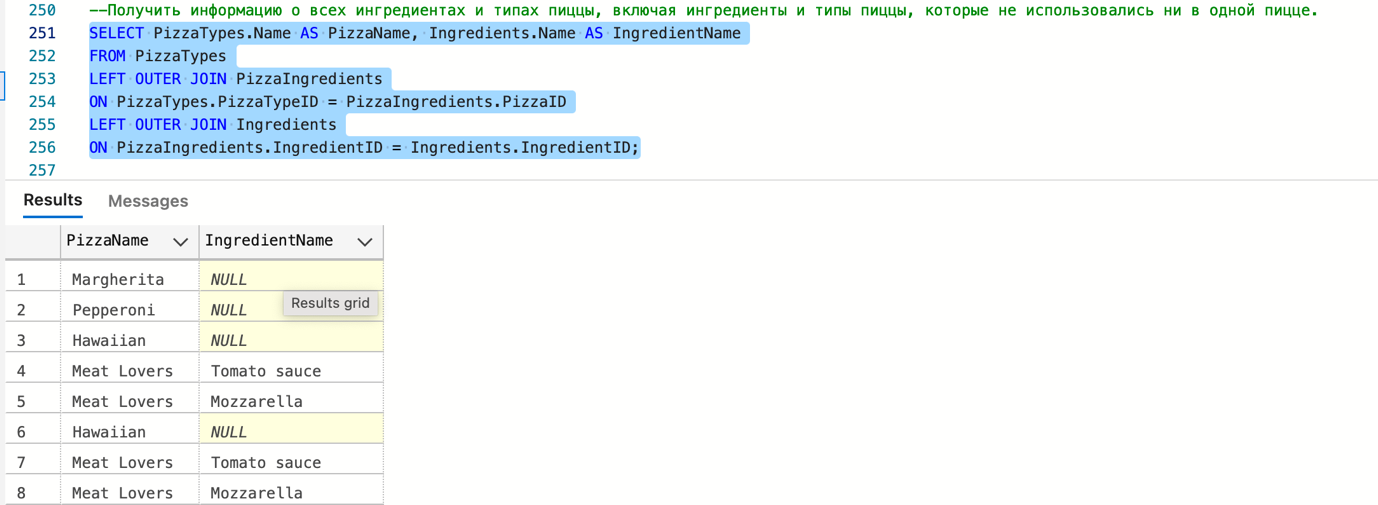 250 --Получить информацию о всех ингредиентах и типах пиццы, включая ингредиенты и типы пиццы, которые не использовались ни в одной пицце.
251 SELECT PizzaTypes.Name AS PizzaName, Ingredients.Name AS IngredientName
252 FROM PizzaTypes
253 LEFT OUTER JOIN PizzaIngredients
254 ON PizzaTypes.PizzaTypeID = PizzaIngredients.PizzaID
255 LEFT OUTER JOIN Ingredients
256 ON PizzaIngredients.IngredientID = Ingredients.IngredientID;
257
Results Messages
PizzaName IngredientName
1 Margherita NULL
Results grid
2 Pepperoni NULL
3 Hawaiian NULL
4 Meat Lovers Tomato sauce
5 Meat Lovers Mozzarella
6 Hawaiian NULL
7 Meat Lovers Tomato sauce
8 Meat Lovers Mozzarella